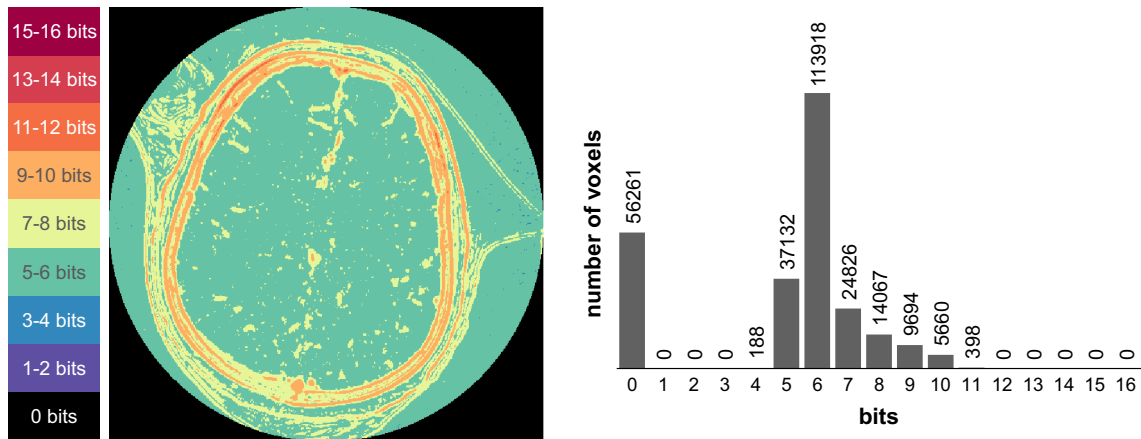 15-16 bits
13-14 bits
11-12 bits
9-10 bits
7-8 bits
5-6 bits
3-4 bits
1-2 bits
0 bits
number of voxels
56261
0
0
0
188
37132
113918
24826
14067
9694
5660
398
0
0
0
0
0
0 1 2 3 4 5 6 7 8 9 10 11 12 13 14 15 16
bits